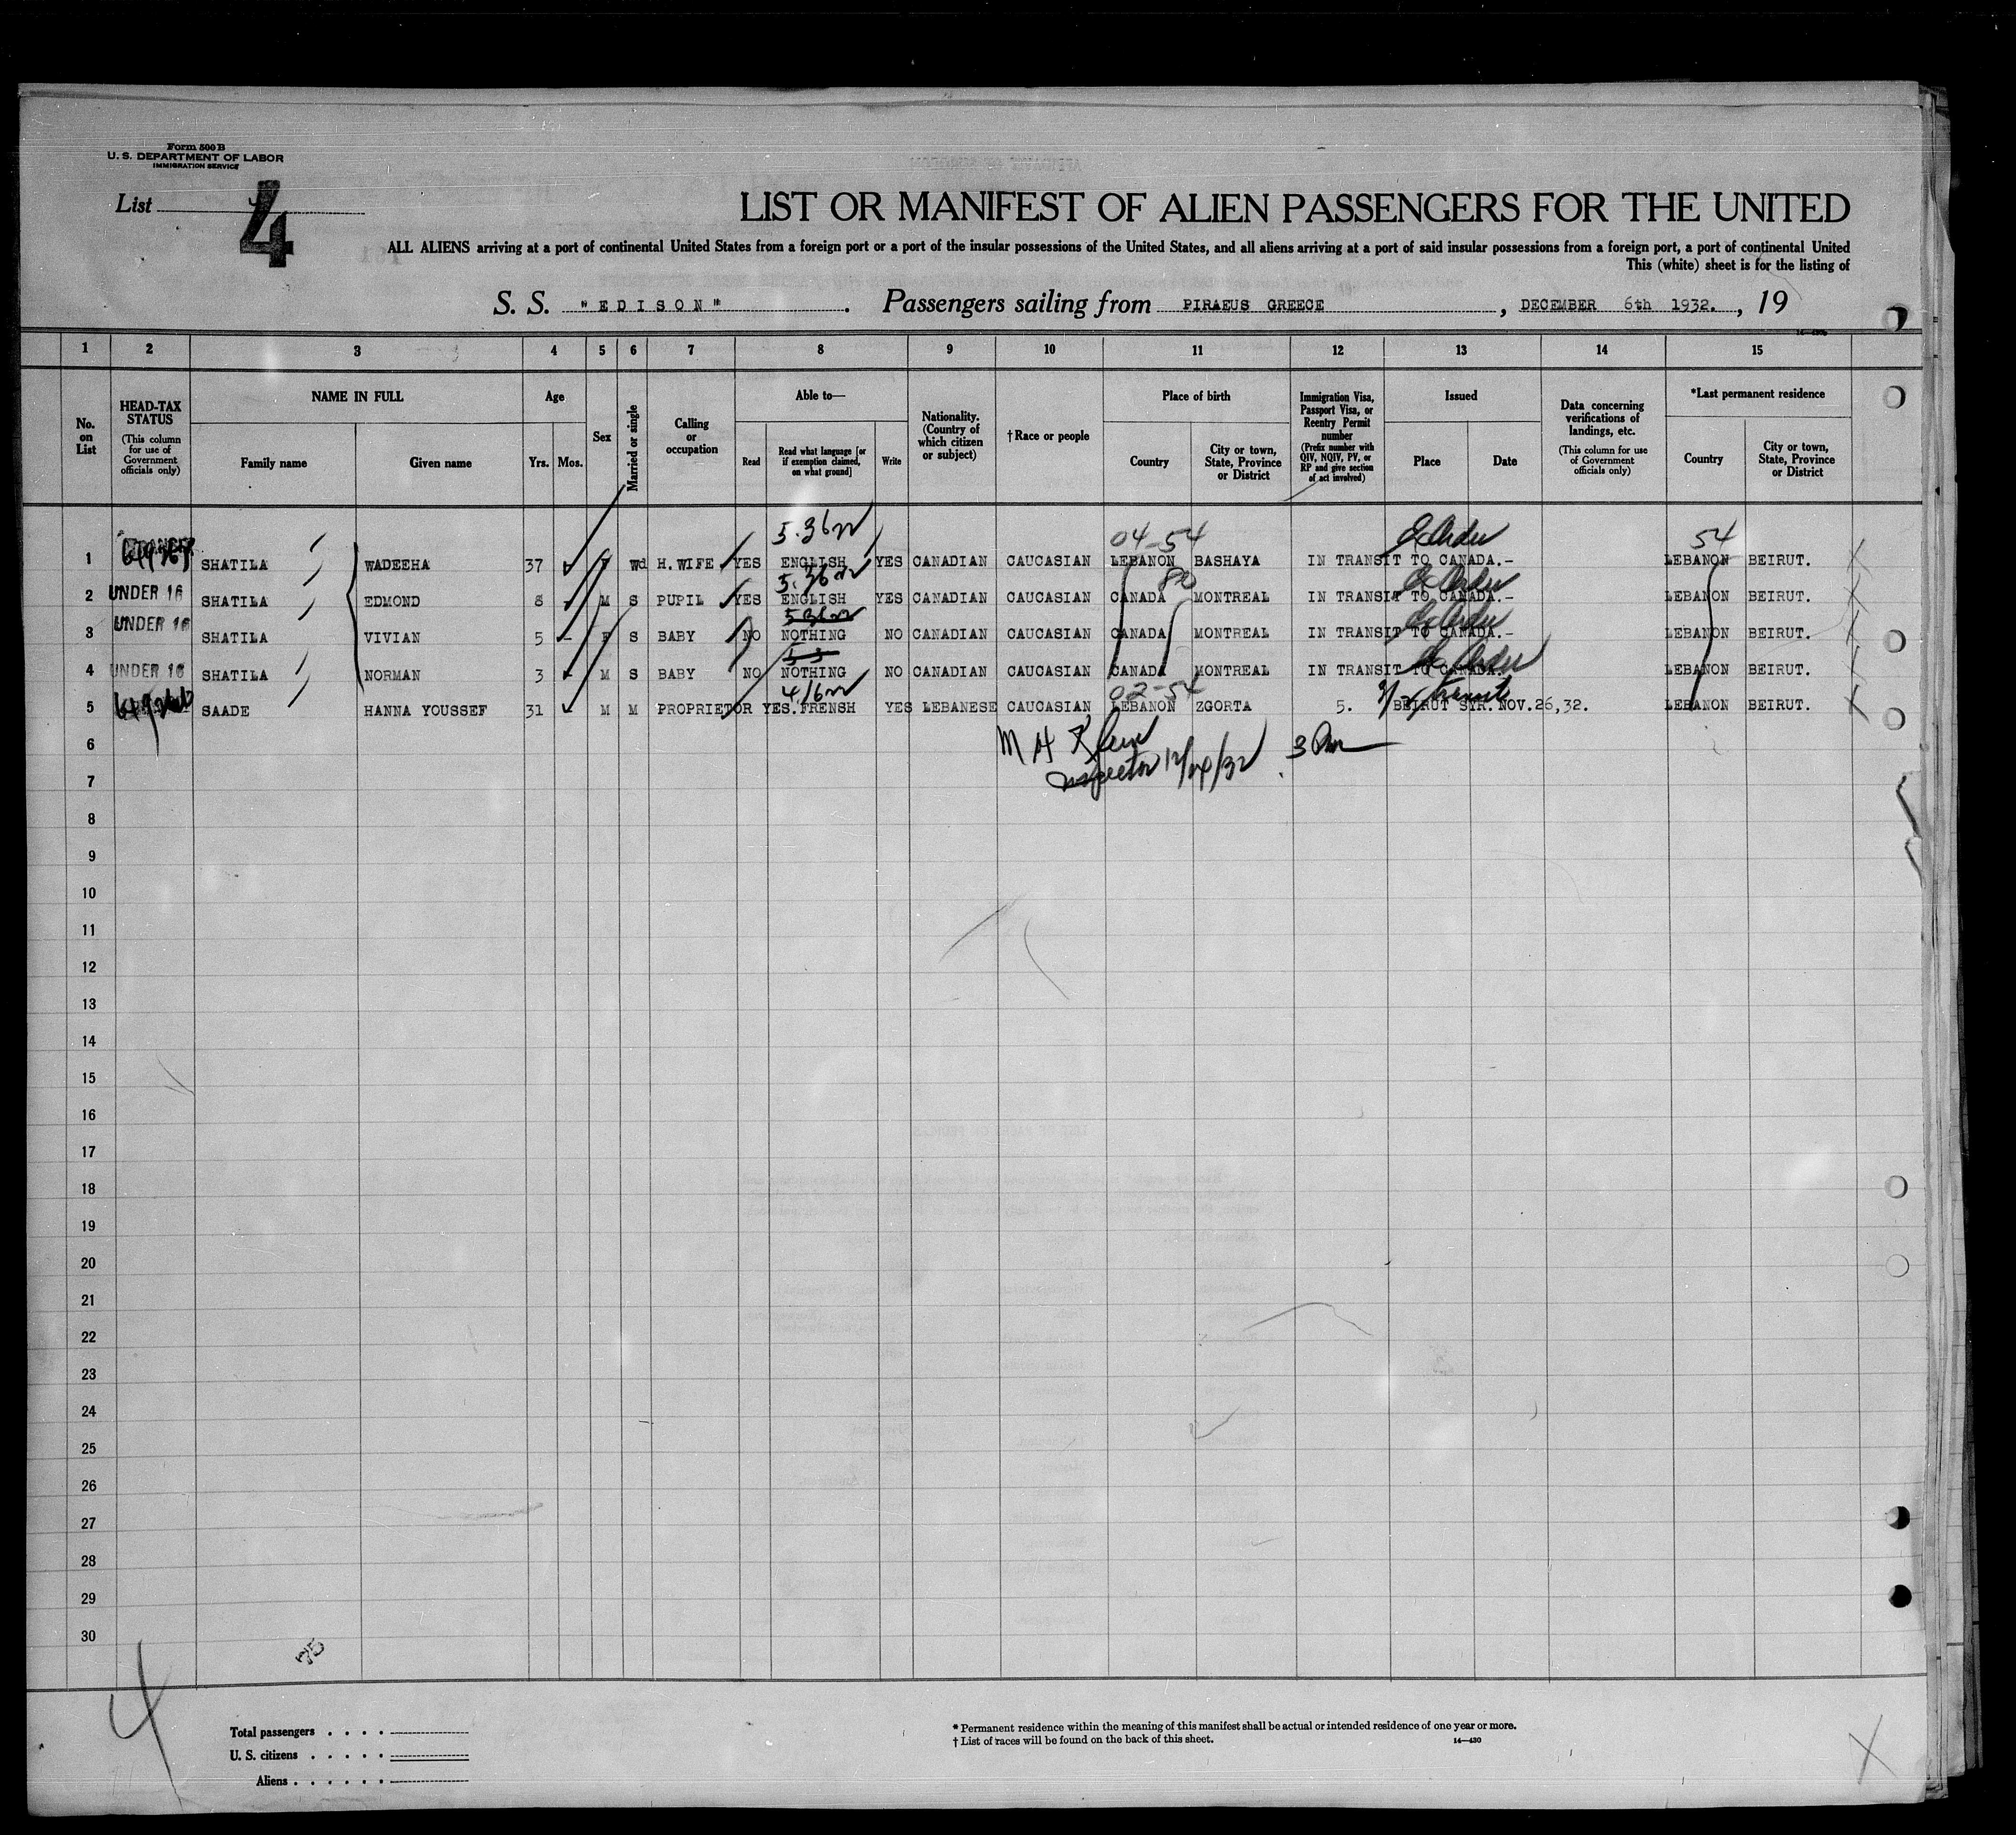 Form 500 B
U. S. DEPARTMENT OF LABOR
IMMIGRATION SERVICE
List 4
LIST OR MANIFEST OF ALIEN PASSENGERS FOR THE UNITED
ALL ALIENS arriving at a port of continental United States from a foreign port or a port of the insular possessions of the United States, and all aliens arriving at a port of said insular possessions from a foreign port, a port of continental United
This (white) sheet is for the listing of
S. S. "EDISON". Passengers sailing from PIRAEUS GREECE, DECEMBER 6th 1932., 19
1 2 3 4 5 6 7 8 9 10 11 12 13 14 15
No. on List
HEAD-TAX STATUS (This column for use of Government officials only)
NAME IN FULL
Family name
Given name
Age
Yrs. Mos.
Sex
Married or single
Calling or occupation
Able to—
Read
Read what language [or if exemption claimed, on what ground]
Write
Nationality. (Country of which citizen or subject)
†Race or people
Place of birth
Country
City or town, State, Province or District
Immigration Visa, Passport Visa, or Reentry Permit number (Prefix number with QIV, NQIV, PV, or RP and give section of act involved)
Issued
Place
Date
Data concerning verifications of landings, etc. (This column for use of Government officials only)
*Last permanent residence
Country
City or town, State, Province or District
04-54 54
1 SHATILA WADEEHA 37 F Wd H. WIFE YES ENGLISH YES CANADIAN CAUCASIAN LEBANON BASHAYA IN TRANSIT TO CANADA.- LEBANON BEIRUT.
2 UNDER 16 SHATILA EDMOND 8 M S PUPIL YES ENGLISH YES CANADIAN CAUCASIAN CANADA MONTREAL IN TRANSIT TO CANADA.- LEBANON BEIRUT.
3 UNDER 16 SHATILA VIVIAN 5 - F S BABY NO NOTHING NO CANADIAN CAUCASIAN CANADA MONTREAL IN TRANSIT TO CANADA.- LEBANON BEIRUT.
4 UNDER 16 SHATILA NORMAN 3 - M S BABY NO NOTHING NO CANADIAN CAUCASIAN CANADA MONTREAL IN TRANSIT TO CANADA.- LEBANON BEIRUT.
02-54 Transit
5 SAADE HANNA YOUSSEF 31 M M PROPRIETOR YES. FRENSH YES LEBANESE CAUCASIAN LEBANON ZGORTA 5. BEIRUT SYR. NOV.26,32. LEBANON BEIRUT.
6
Inspector
7
8
9
10
11
12
13
14
15
16
17
18
19
20
21
22
23
24
25
26
27
28
29
30
75
4
Total passengers
U. S. citizens
Aliens
* Permanent residence within the meaning of this manifest shall be actual or intended residence of one year or more.
† List of races will be found on the back of this sheet.
14—430